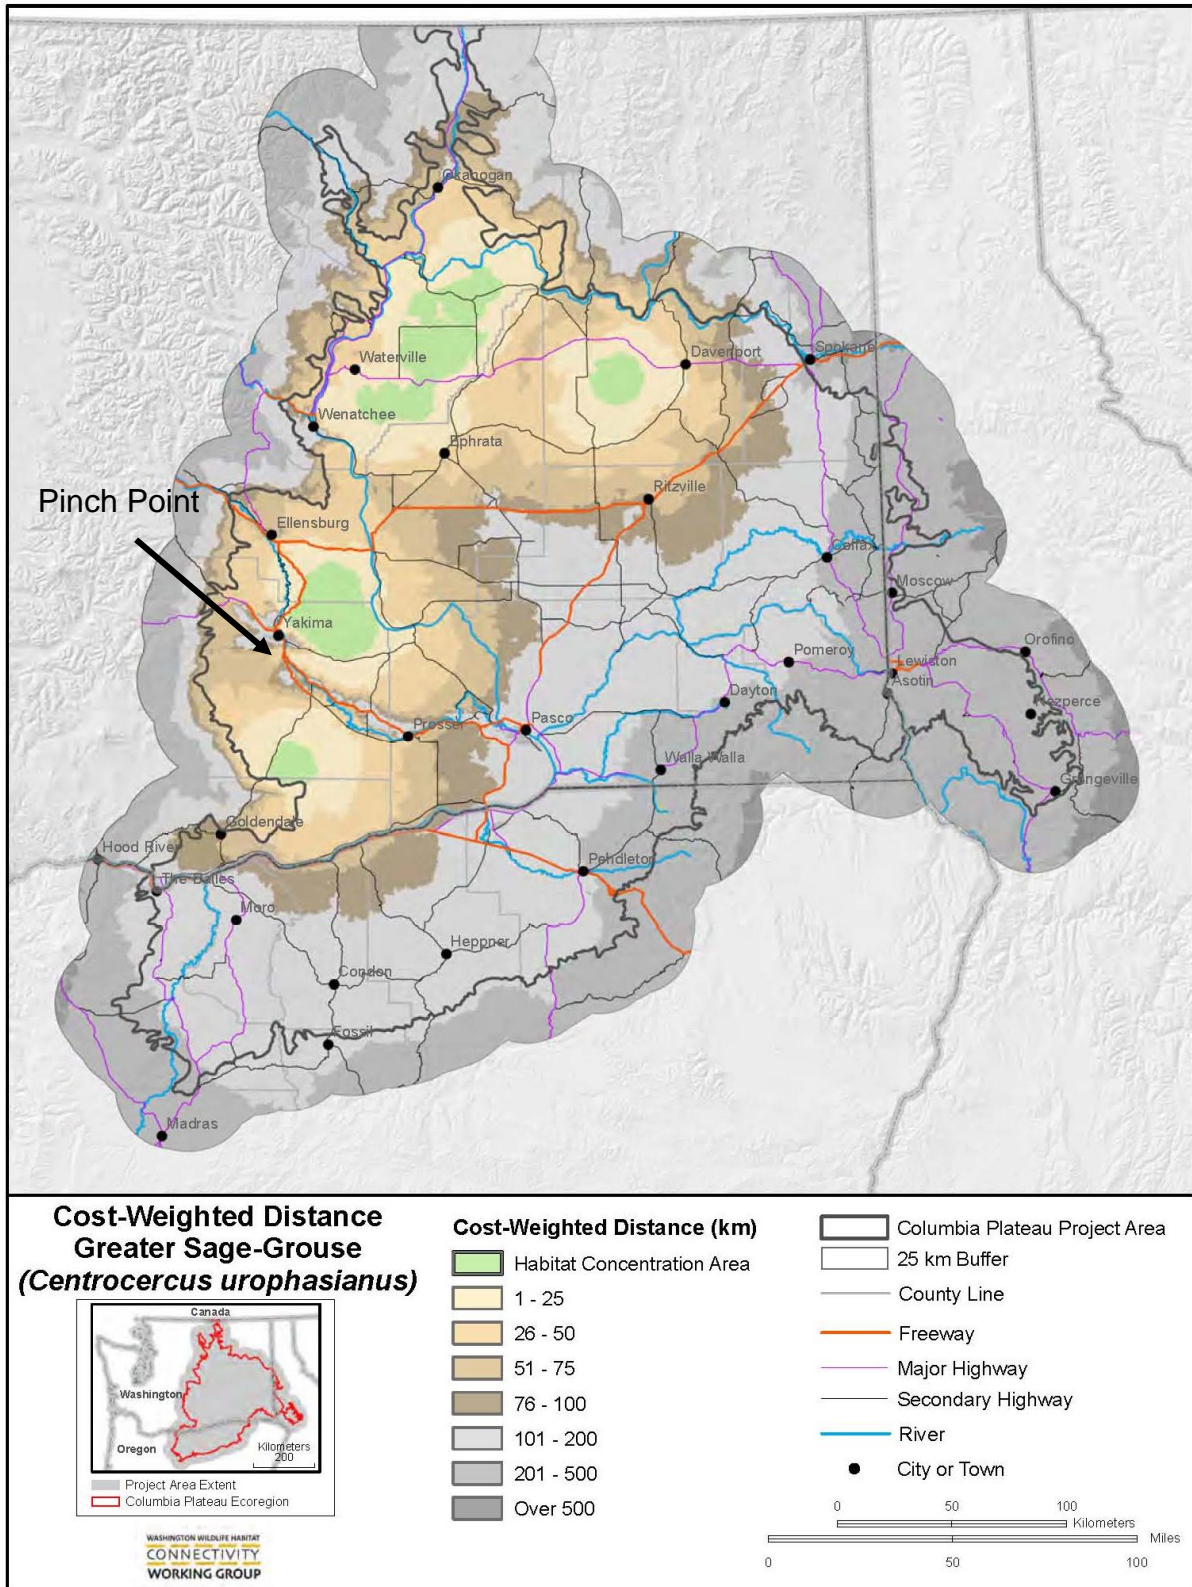 Okanogan
Waterville
Davenport
Spokane
Wenatchee
Ephrata
Ritzville
Pinch Point
Ellensburg
Colfax
Moscow
Yakima
Pomeroy
Orofino
Lewiston
Asotin
Dayton
Nezperce
Prosser
Pasco
Walla Walla
Grangeville
Goldendale
Hood River
The Dalles
Pendleton
Moro
Heppner
Condon
Fossil
Madras
Cost-Weighted Distance
Greater Sage-Grouse
(Centrocercus urophasianus)
Canada
Washington
Oregon
Kilometers
200
Project Area Extent
Columbia Plateau Ecoregion
WASHINGTON WILDLIFE HABITAT
CONNECTIVITY
WORKING GROUP
Cost-Weighted Distance (km)
Habitat Concentration Area
1 - 25
26 - 50
51 - 75
76 - 100
101 - 200
201 - 500
Over 500
Columbia Plateau Project Area
25 km Buffer
County Line
Freeway
Major Highway
Secondary Highway
River
City or Town
0 50 100
Kilometers
Miles
0 50 100